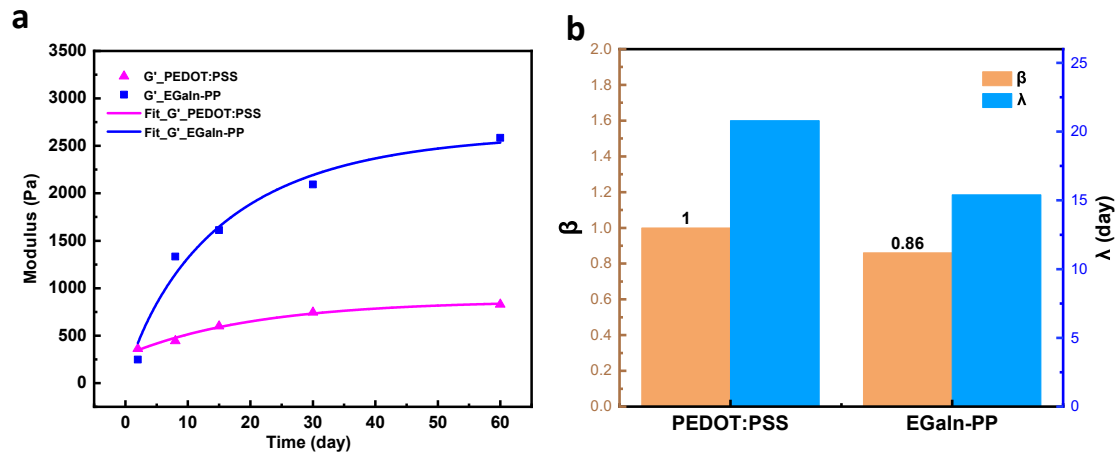 a
3500
3000
2500
2000
1500
1000
500
0
Modulus (Pa)
G'_PEDOT:PSS
G'_EGaIn-PP
Fit_G'_PEDOT:PSS
Fit_G'_EGaIn-PP
0 10 20 30 40 50 60
Time (day)
b
2.0
1.8
1.6
1.4
1.2
1.0
0.8
0.6
0.4
0.2
0.0
β
β
λ
1
0.86
25
20
15
10
5
0
λ (day)
PEDOT:PSS EGaIn-PP